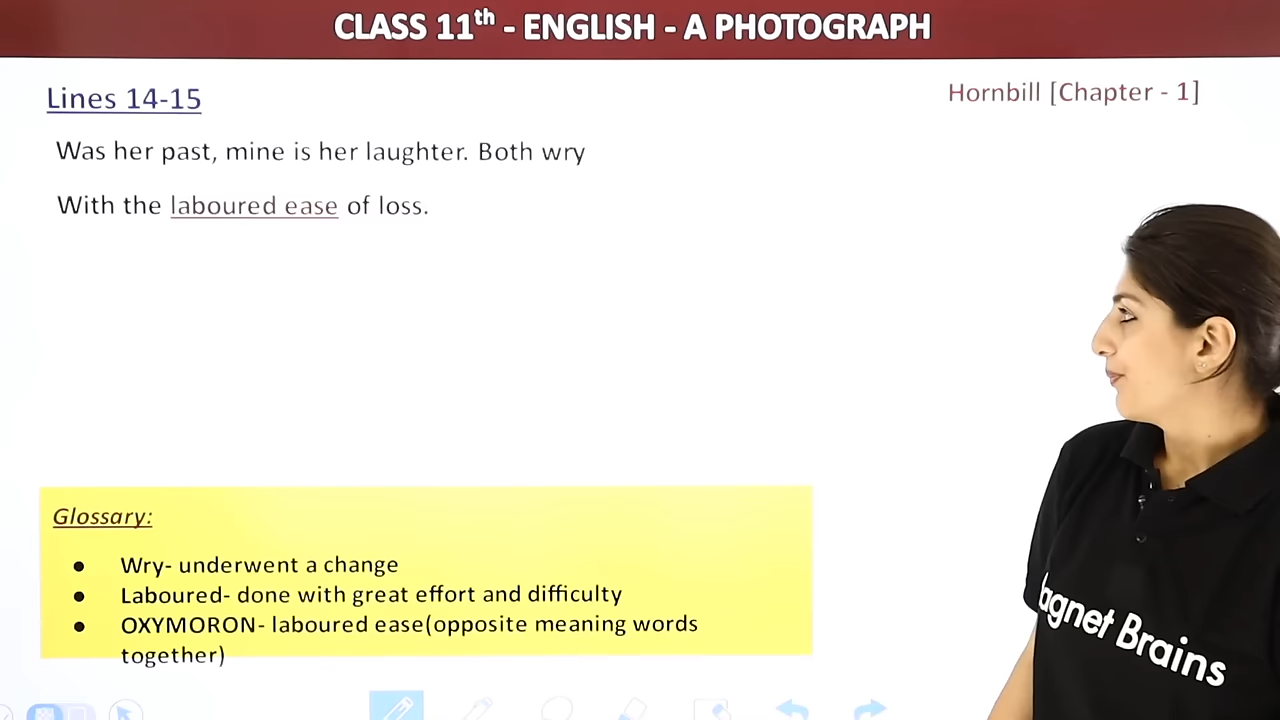 CLASS 11th - ENGLISH - A PHOTOGRAPH
Lines 14-15
Hornbill [Chapter - 1]
Was her past, mine is her laughter. Both wry
With the laboured ease of loss.
Glossary:
● Wry- underwent a change
● Laboured- done with great effort and difficulty
● OXYMORON- laboured ease(opposite meaning words
together)
agnet Brains